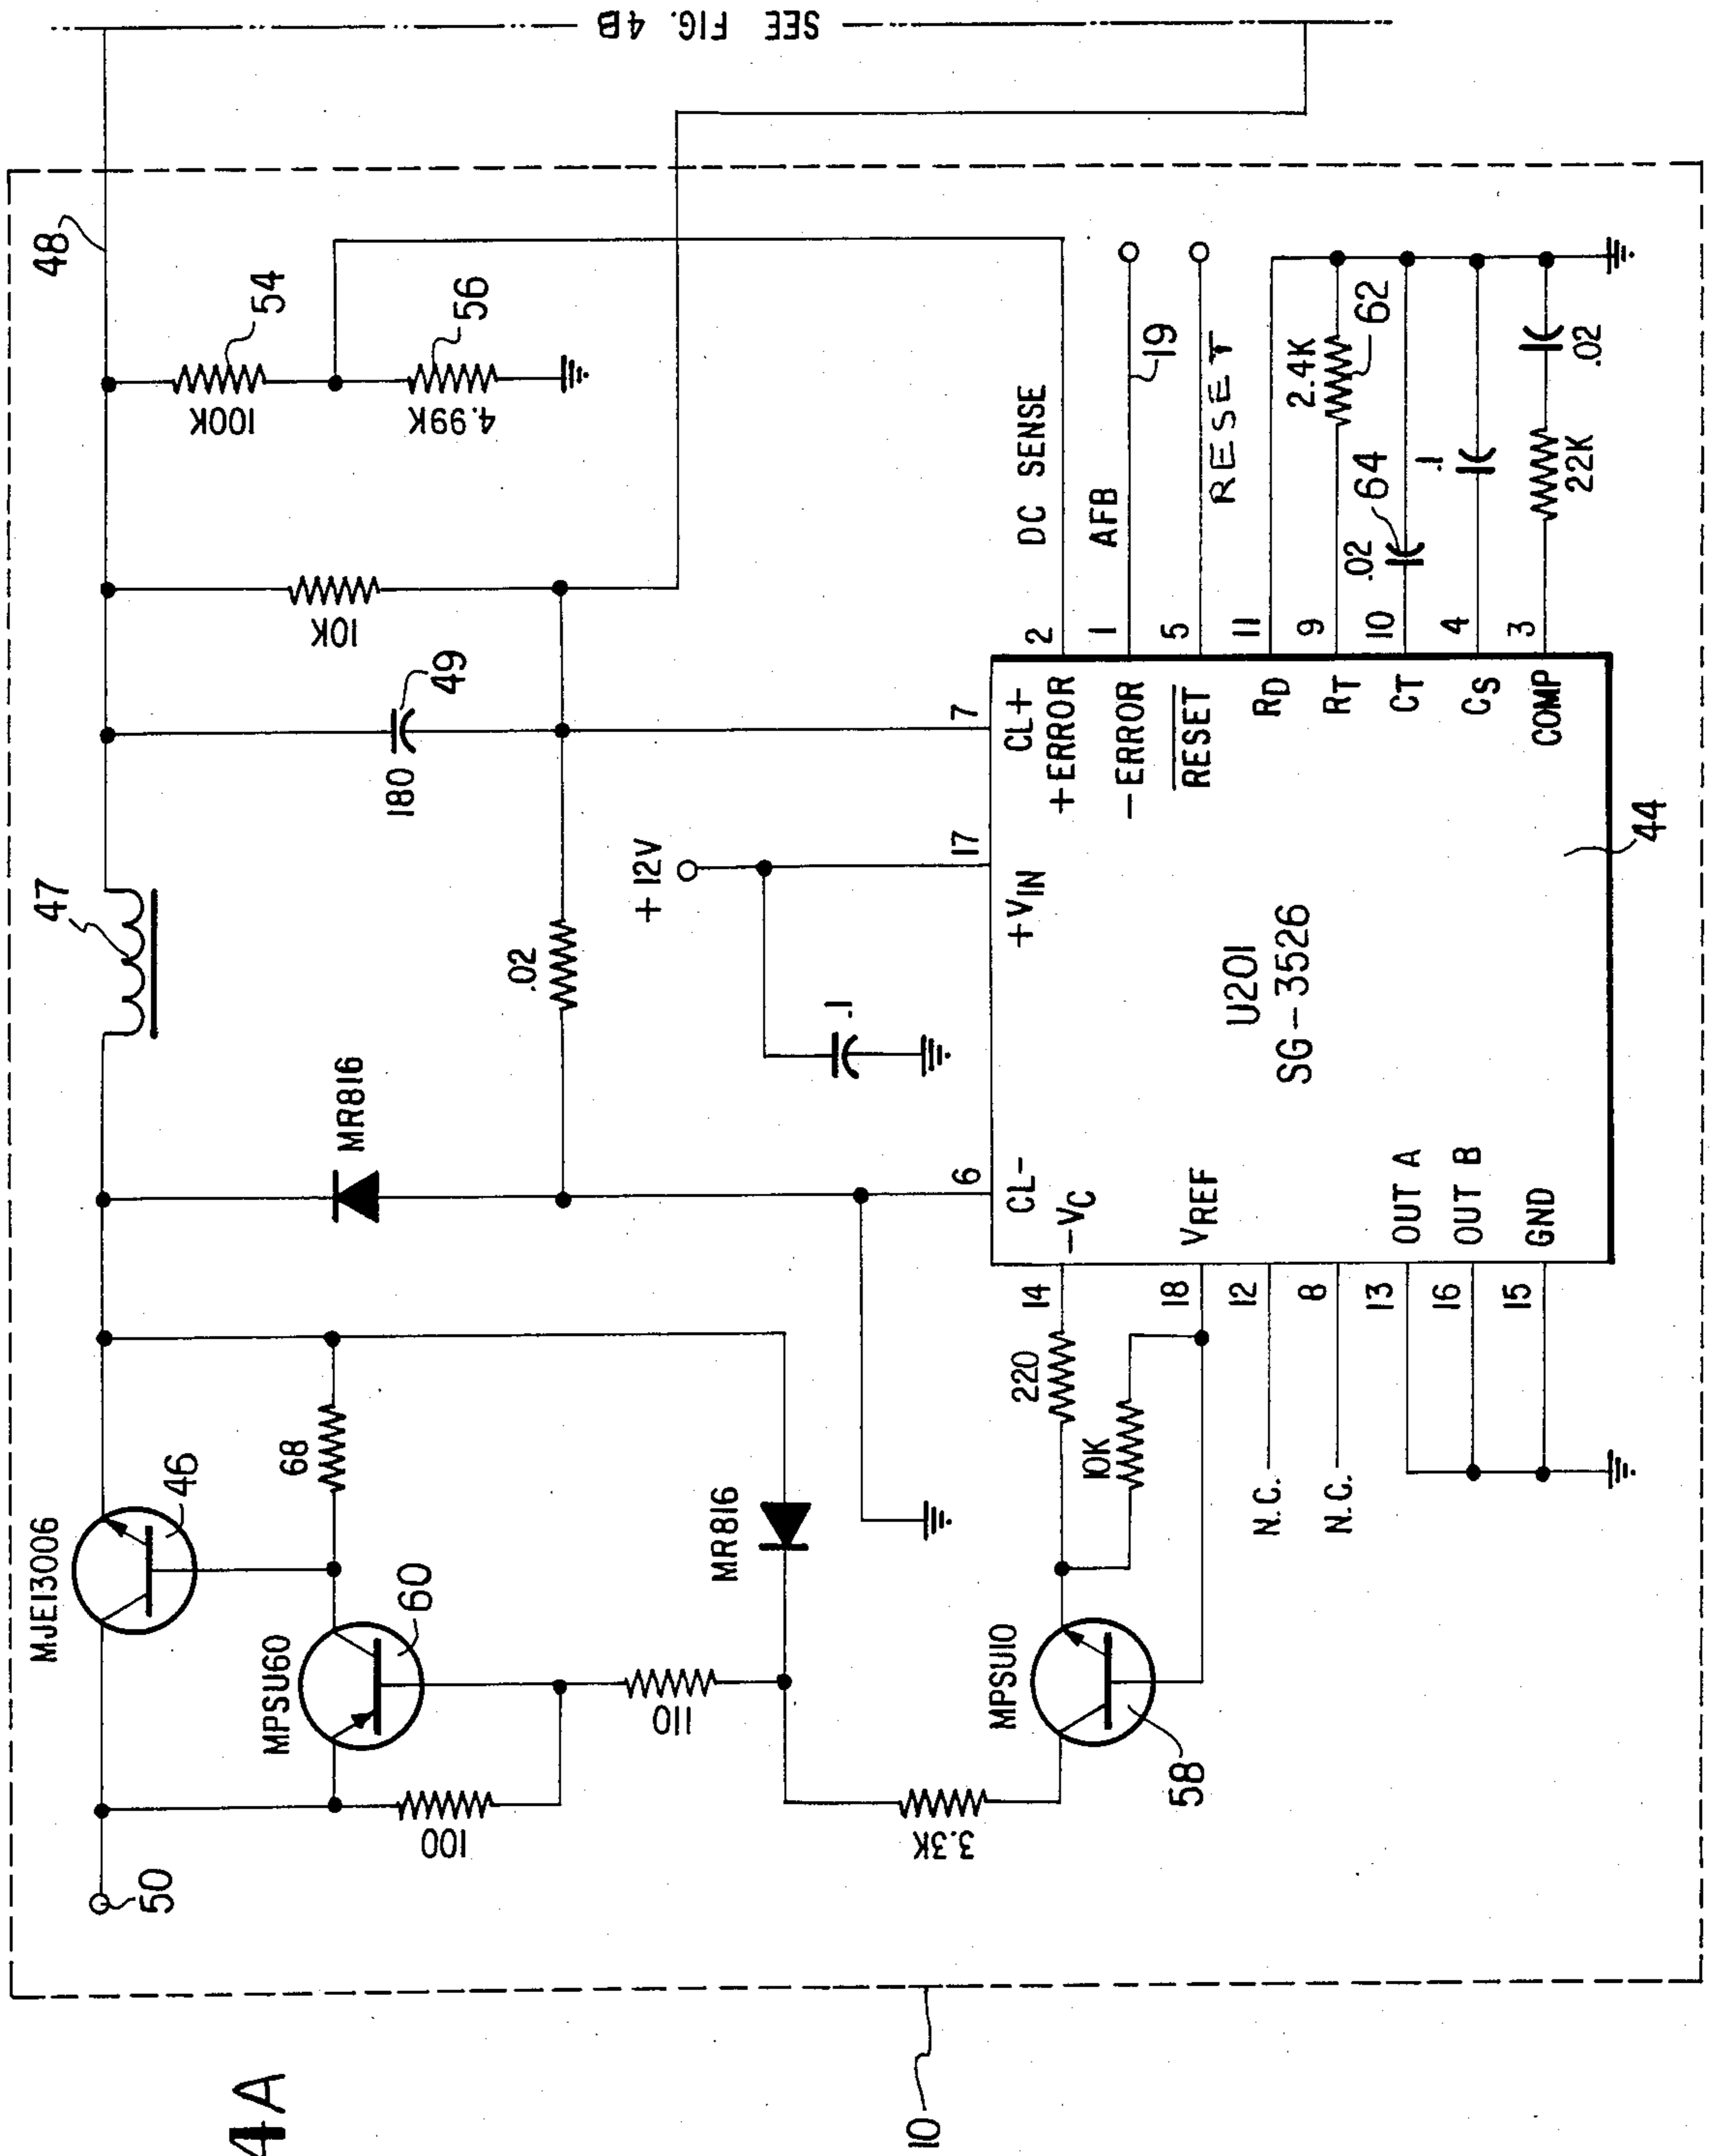 4A
SEE FIG. 4B
10
50
MJE13006
46
47
48
68
MPSU60
60
100
110
MR816
MR816
180
49
10K
100K
54
4.99K
56
.02
+12V
.1
3.3K
MPSU10
58
220
10K
N.C.
N.C.
14
18
12
8
13
16
15
6
17
7
-VC
VREF
OUT A
OUT B
GND
CL-
+VIN
CL+
+ERROR
-ERROR
RESET
RD
RT
CT
CS
COMP
U201
SG-3526
44
2
1
5
11
9
10
4
3
DC SENSE
AFB
19
RESET
2.4K
62
.02
64
.1
22K
.02